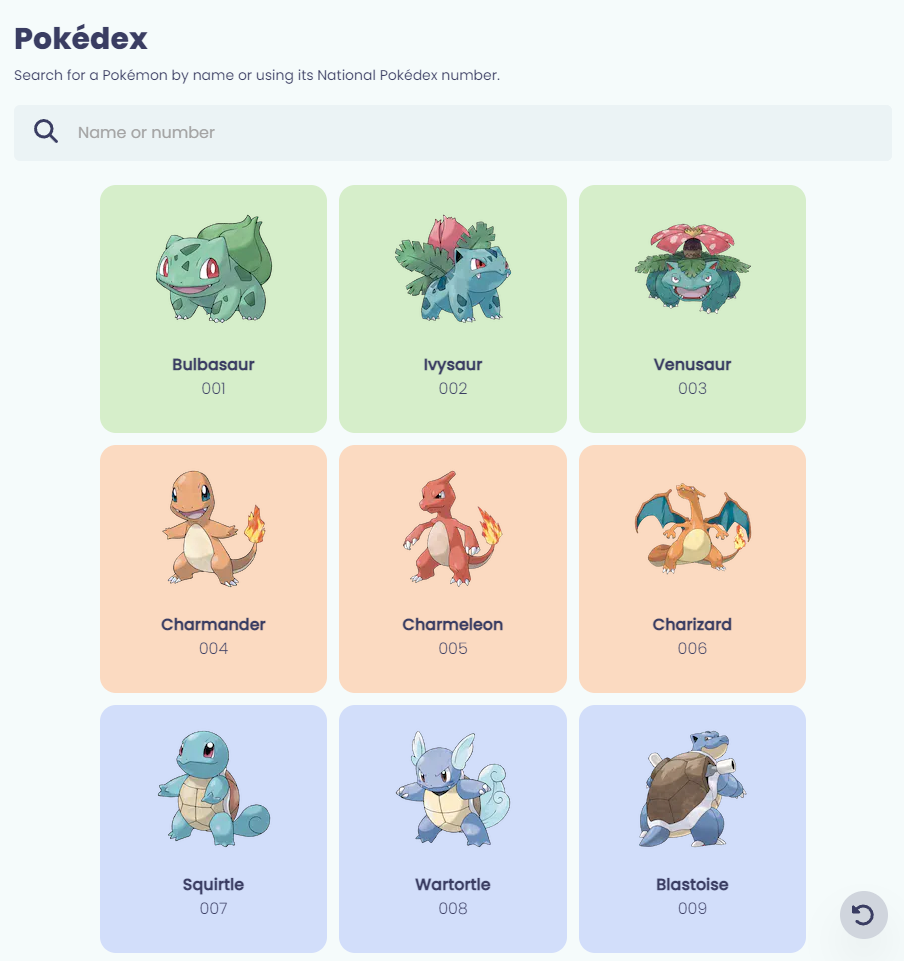 Pokédex
Search for a Pokémon by name or using its National Pokédex number.
Name or number
Bulbasaur
001
Ivysaur
002
Venusaur
003
Charmander
004
Charmeleon
005
Charizard
006
Squirtle
007
Wartortle
008
Blastoise
009